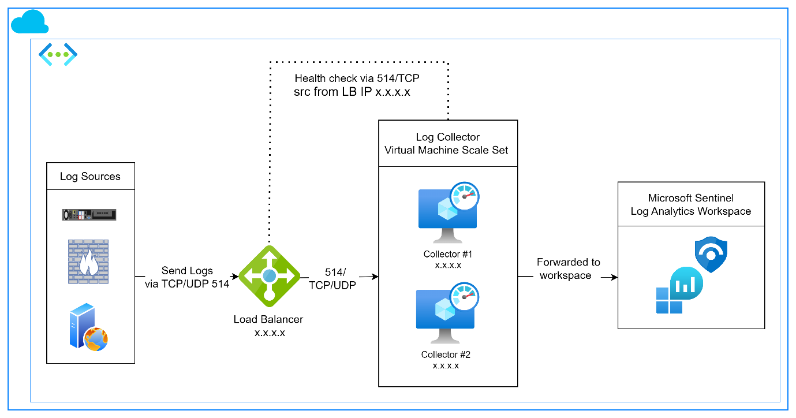 Health check via 514/TCP
src from LB IP x.x.x.x
Log Collector
Virtual Machine Scale Set
Log Sources
Microsoft Sentinel
Log Analytics Workspace
Collector #1
x.x.x.x
Send Logs
via TCP/UDP 514
514/
TCP/UDP
Forwarded to
workspace
Load Balancer
x.x.x.x
Collector #2
x.x.x.x